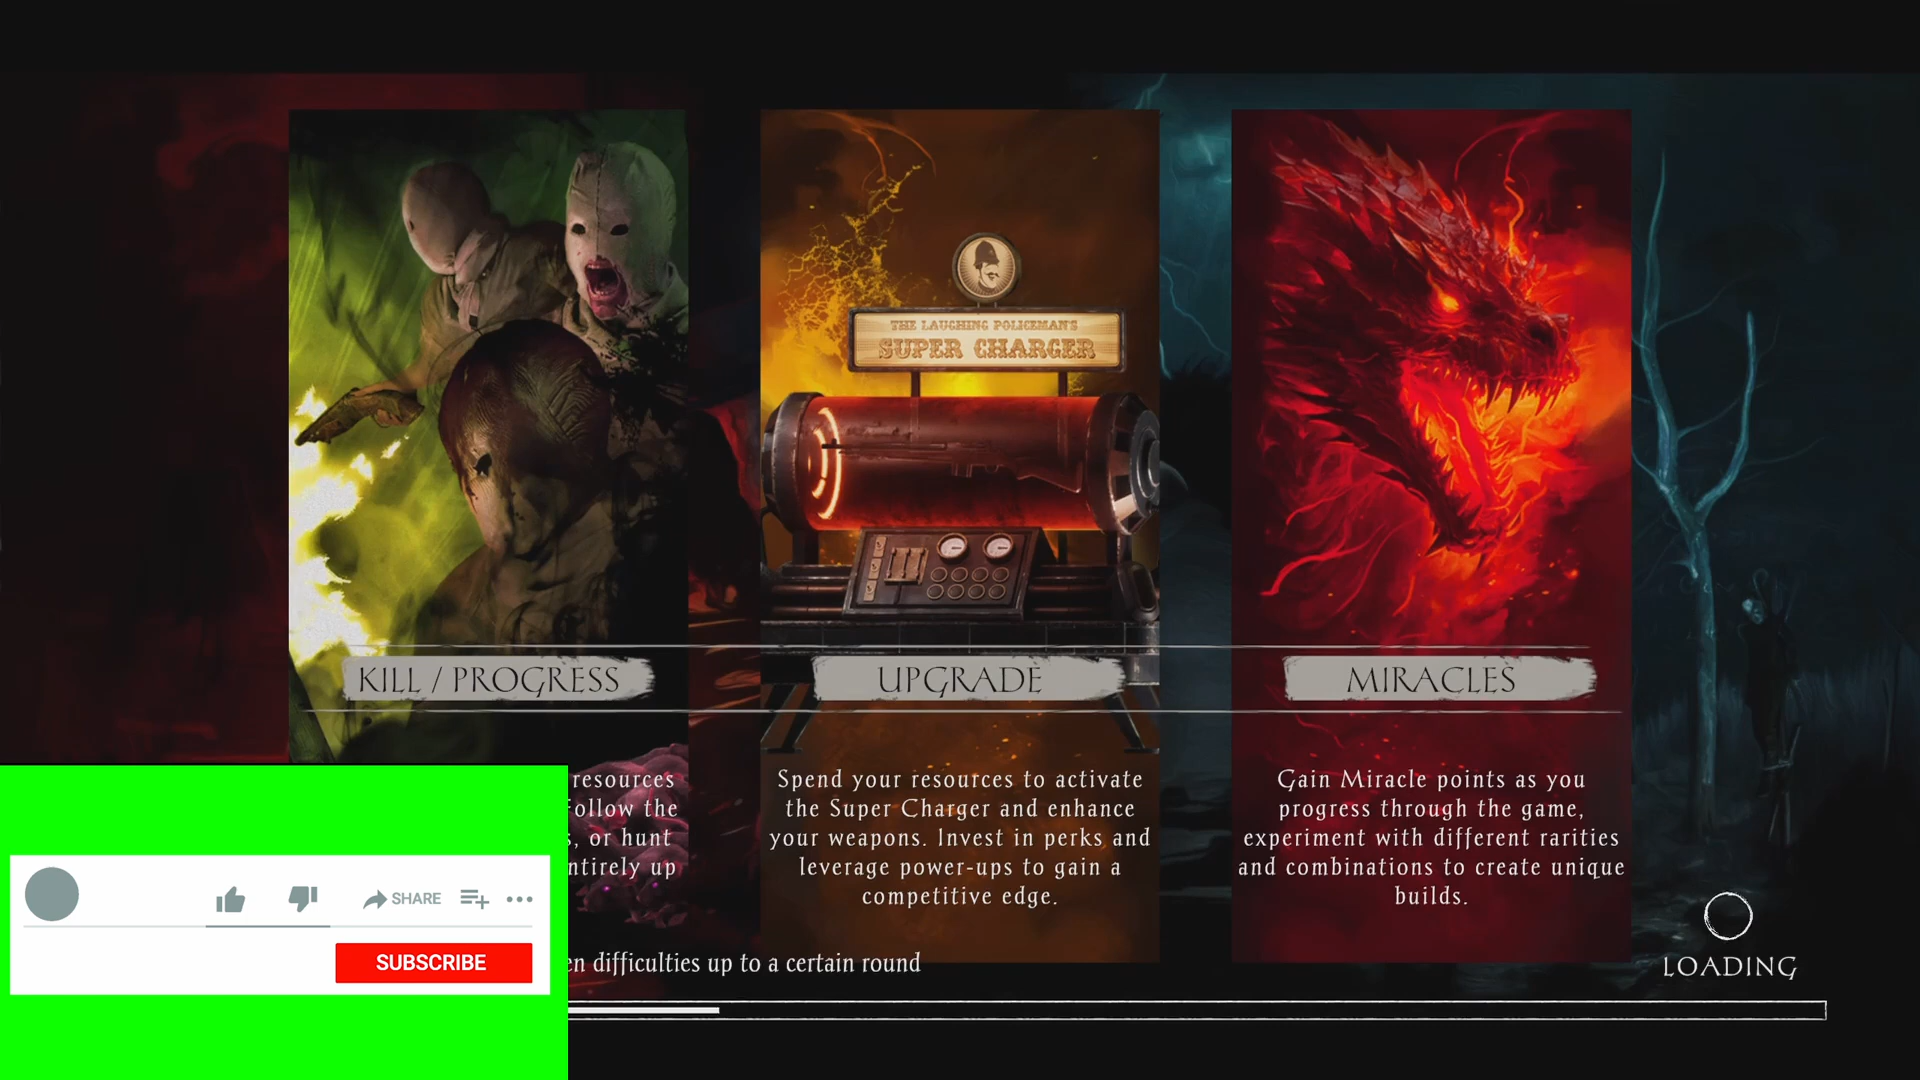 THE LAUGHING POLICEMAN'S
SUPER CHARGER
KILL / PROGRESS
UPGRADE
MIRACLES
resources
Follow the
s, or hunt
ntirely up
Spend your resources to activate
the Super Charger and enhance
your weapons. Invest in perks and
leverage power-ups to gain a
competitive edge.
Gain Miracle points as you
progress through the game,
experiment with different rarities
and combinations to create unique
builds.
SHARE
SUBSCRIBE
en difficulties up to a certain round
LOADING